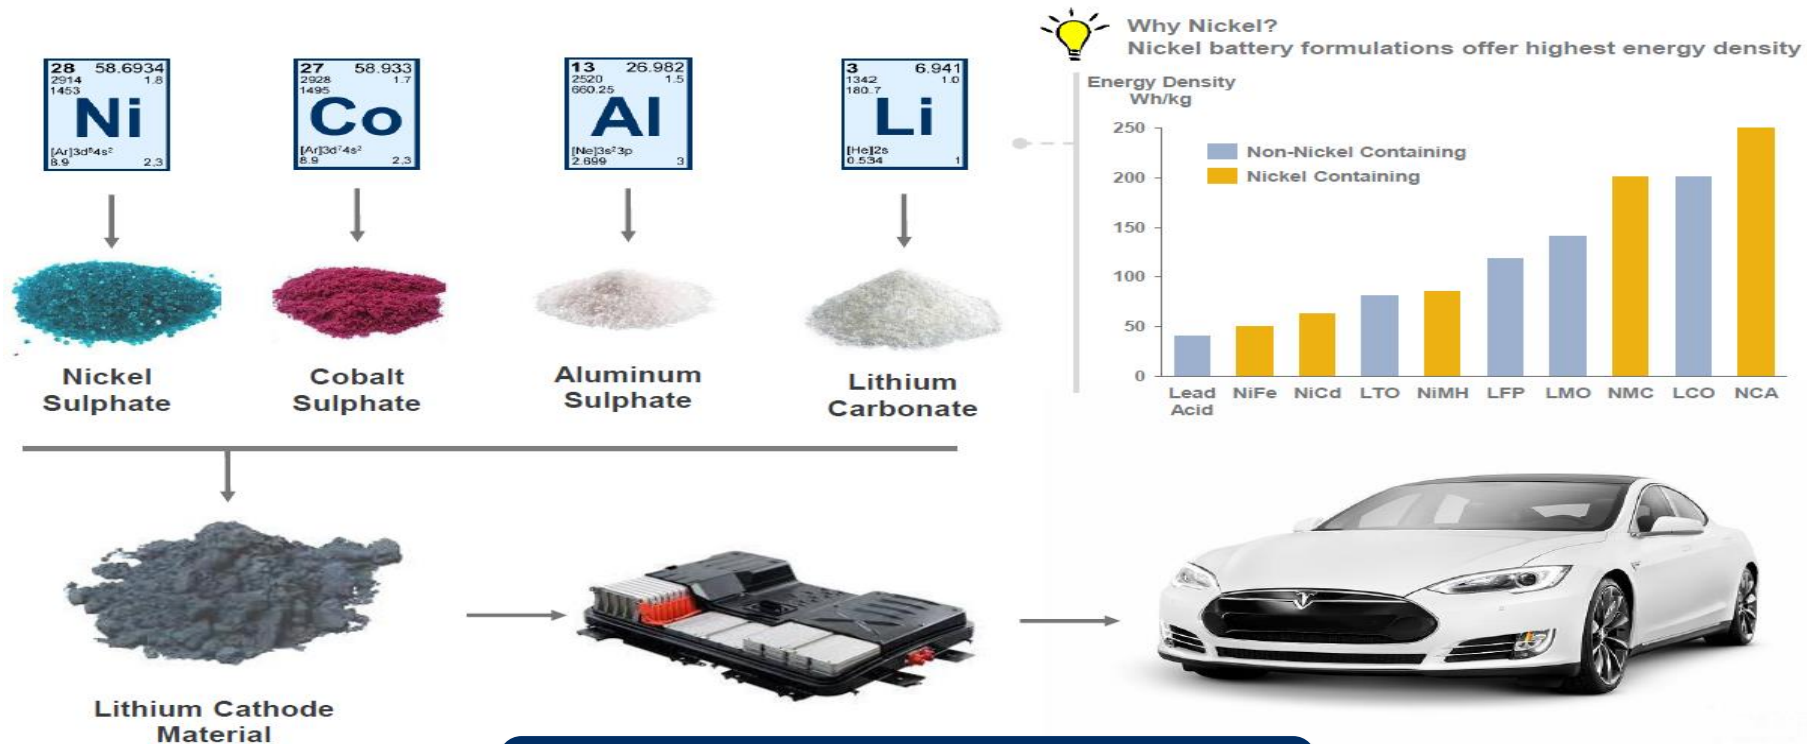 Why Nickel?
Nickel battery formulations offer highest energy density
28 58.6934
2914 1.8
1453
Ni
[Ar]3d⁸4s²
8.9 2,3
27 58.933
2928 1.7
1495
Co
[Ar]3d⁷4s²
8.9 2,3
13 26.982
2520 1.5
660.25
Al
[Ne]3s²3p
2.699 3
3 6.941
1342 1.0
180.7
Li
[He]2s
0.534 1
Nickel
Sulphate
Cobalt
Sulphate
Aluminum
Sulphate
Lithium
Carbonate
Energy Density
Wh/kg
250
200
150
100
50
0
Non-Nickel Containing
Nickel Containing
Lead
Acid
NiFe
NiCd
LTO
NiMH
LFP
LMO
NMC
LCO
NCA
Lithium Cathode
Material